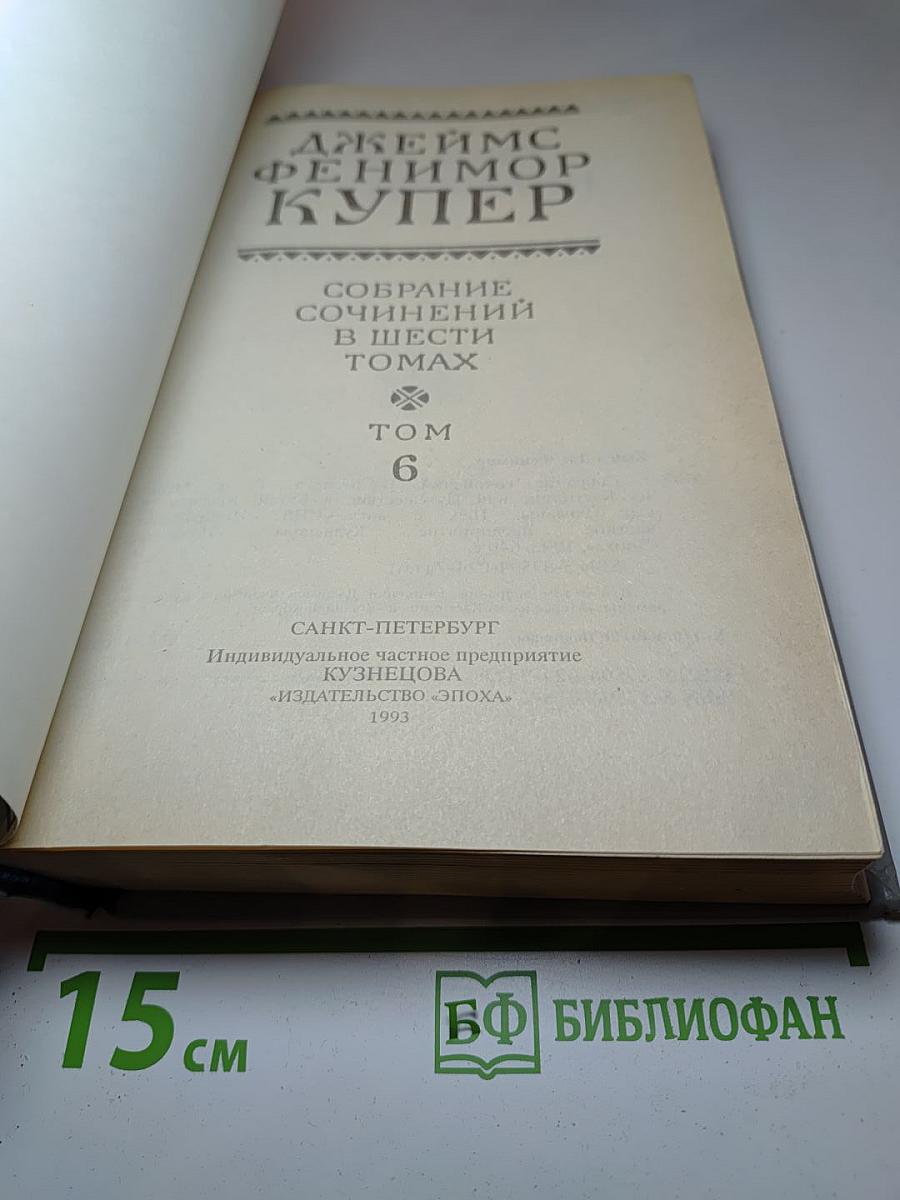 ДЖЕЙМС
ФЕНИМОР
КУПЕР
СОБРАНИЕ
СОЧИНЕНИЙ
В ШЕСТИ
ТОМАХ
ТОМ
6
САНКТ-ПЕТЕРБУРГ
Индивидуальное частное предприятие
КУЗНЕЦОВА
«ИЗДАТЕЛЬСТВО «ЭПОХА»
1993
15 см
БФ БИБЛИОФАН